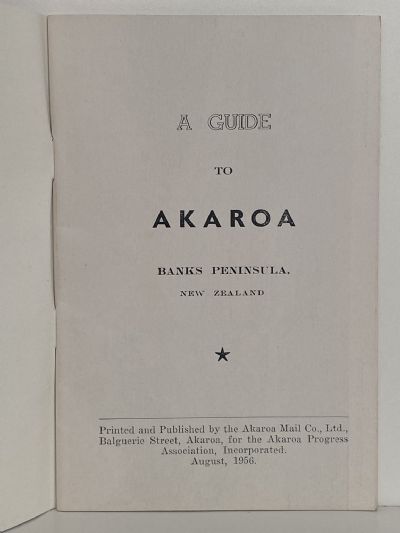 A GUIDE
TO
AKAROA
BANKS PENINSULA.
NEW ZEALAND
Printed and Published by the Akaroa Mail Co., Ltd.,
Balguerie Street, Akaroa, for the Akaroa Progress
Association, Incorporated.
August, 1956.